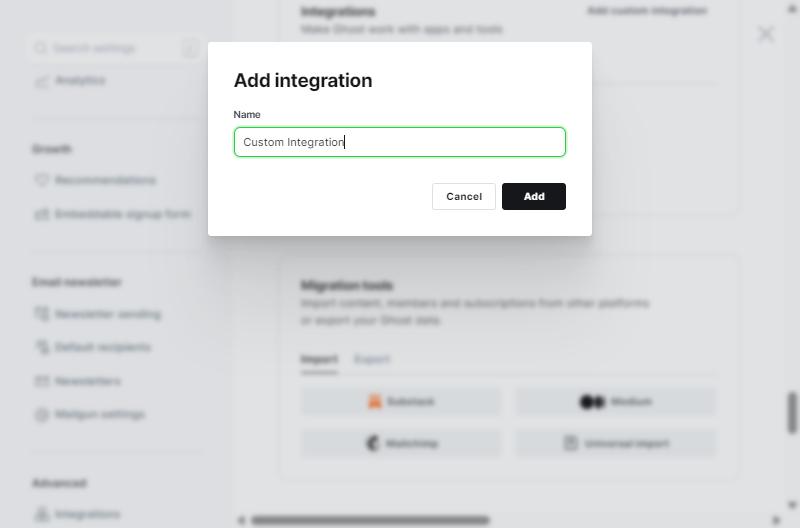 Integrations
Add custom integration
Make Ghost work with apps and tools
Search settings
Analytics
Add integration
Name
Custom Integration
Cancel
Add
Growth
Recommendations
Embeddable signup form
Email newsletter
Newsletter sending
Default recipients
Newsletters
Mailgun settings
Advanced
Integrations
Migration tools
Import content, members and subscriptions from other platforms
or export your Ghost data.
Import
Export
Substack
Medium
Mailchimp
Universal import